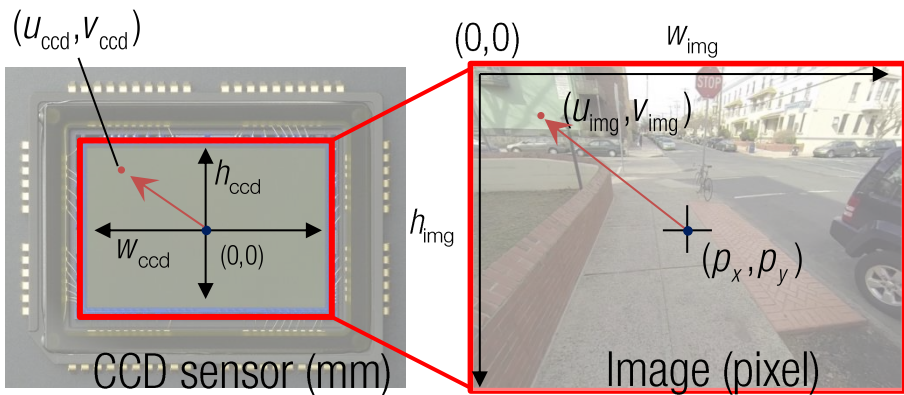 (u_ccd,v_ccd)
(0,0)
w_img
STOP
(u_img,v_img)
h_ccd
w_ccd
(0,0)
h_img
(p_x,p_y)
CCD sensor (mm)
Image (pixel)